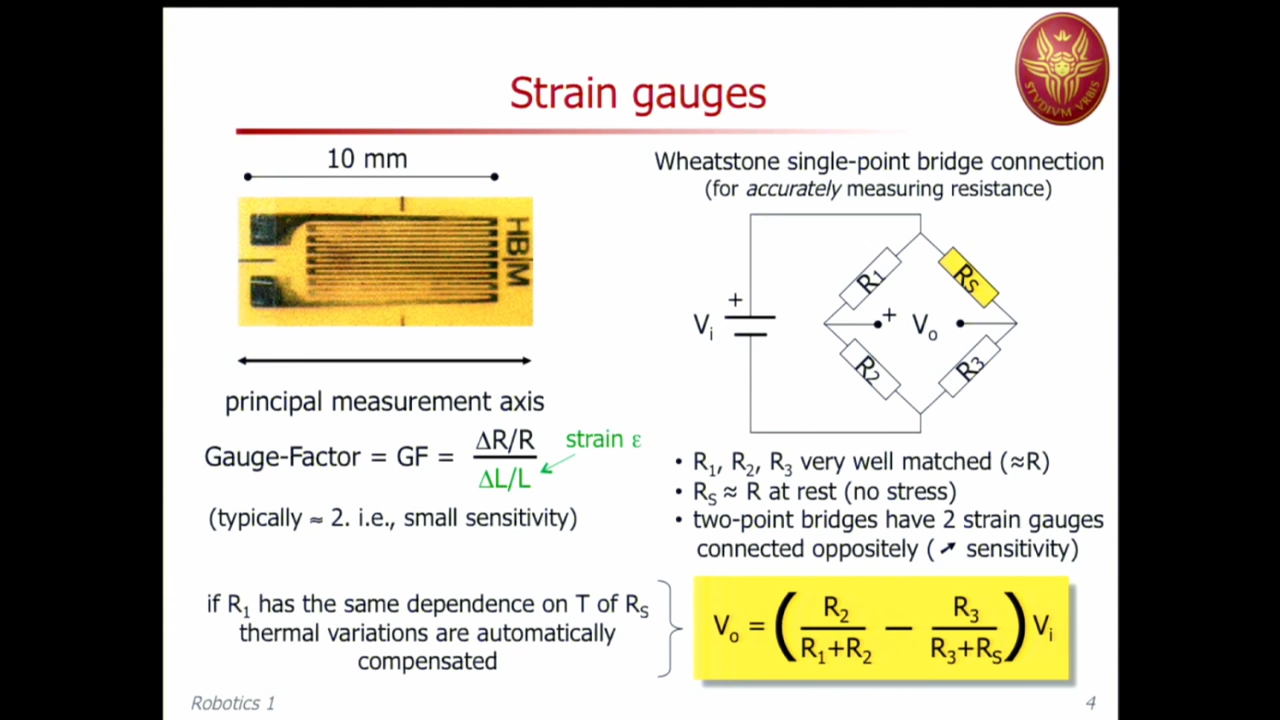 Strain gauges
STVDIVM VRBIS
10 mm
HBM
principal measurement axis
Gauge-Factor = GF = ΔR/R
ΔL/L
strain ε
(typically ≈ 2. i.e., small sensitivity)
Wheatstone single-point bridge connection
(for accurately measuring resistance)
R₁
RS
+
Vᵢ
+
Vₒ
R₂
R₃
• R₁, R₂, R₃ very well matched (≈R)
• RS ≈ R at rest (no stress)
• two-point bridges have 2 strain gauges
connected oppositely (↗ sensitivity)
if R₁ has the same dependence on T of RS
thermal variations are automatically
compensated
Vₒ = ( R₂ / R₁+R₂ − R₃ / R₃+RS ) Vᵢ
Robotics 1
4